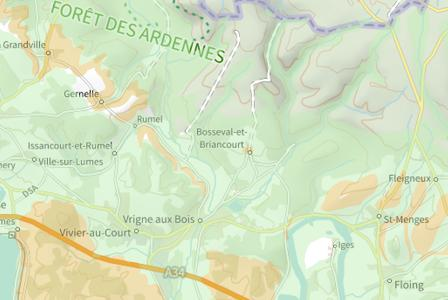 FORÊT DES ARDENNES
Grandville
Gernelle
Rumel
Bosseval-et-
Briancourt
Issancourt-et-Rumel
Ville-sur-Lumes
D5A
Fleigneux
Vrigne aux Bois
St-Menges
Vivier-au-Court
Iges
A34
Floing